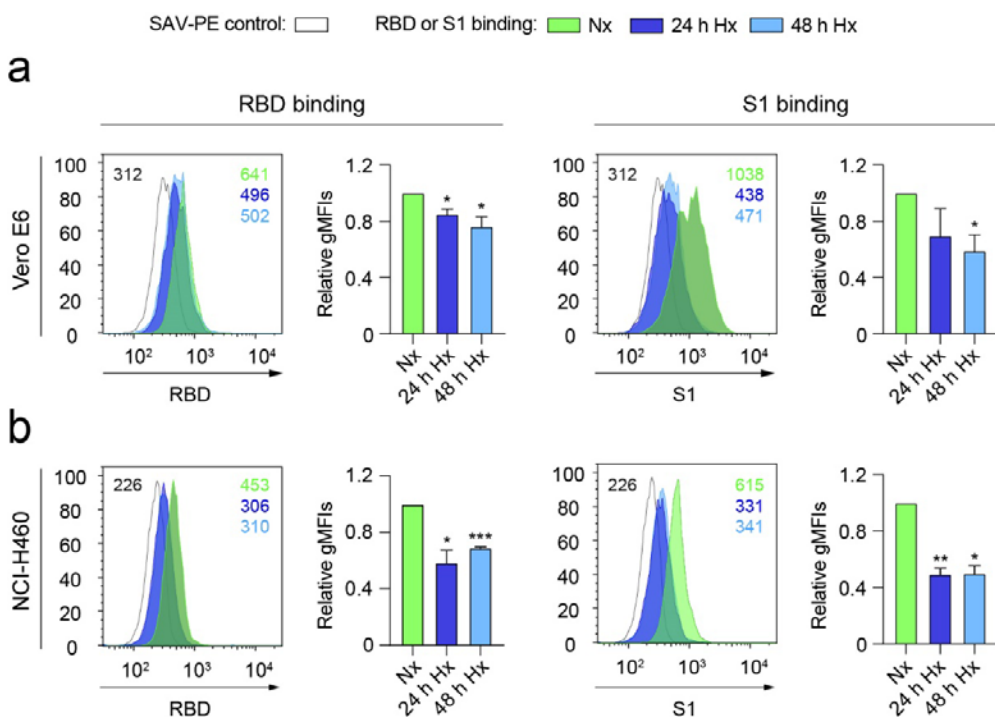 SAV-PE control: RBD or S1 binding: Nx 24 h Hx 48 h Hx
a
RBD binding S1 binding
Vero E6
100
80
60
40
20
0
312
641
496
502
10² 10³ 10⁴
RBD
Relative gMFIs
1.2
0.8
0.4
0
* *
Nx
24 h Hx
48 h Hx
100
80
60
40
20
0
312
1038
438
471
10² 10³ 10⁴
S1
Relative gMFIs
1.2
0.8
0.4
0
*
Nx
24 h Hx
48 h Hx
b
NCI-H460
100
80
60
40
20
0
226
453
306
310
10² 10³ 10⁴
RBD
Relative gMFIs
1.2
0.8
0.4
0
* ***
Nx
24 h Hx
48 h Hx
100
80
60
40
20
0
226
615
331
341
10² 10³ 10⁴
S1
Relative gMFIs
1.2
0.8
0.4
0
** *
Nx
24 h Hx
48 h Hx